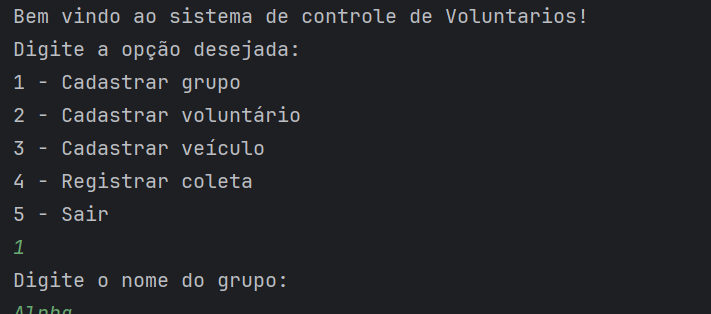 Bem vindo ao sistema de controle de Voluntarios!
Digite a opção desejada:
1 - Cadastrar grupo
2 - Cadastrar voluntário
3 - Cadastrar veículo
4 - Registrar coleta
5 - Sair
1
Digite o nome do grupo:
Alpha